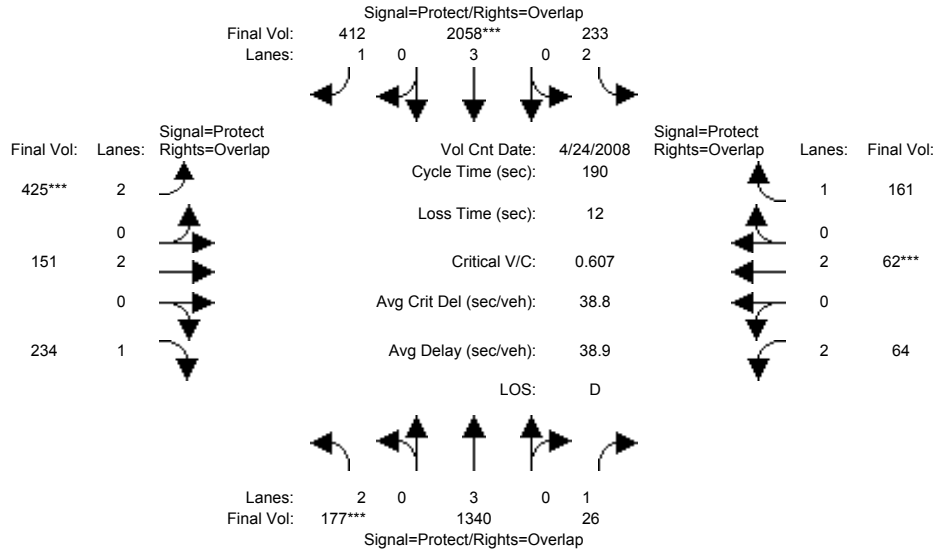 Signal=Protect/Rights=Overlap
Final Vol: 412 2058*** 233
Lanes: 1 0 3 0 2
Signal=Protect Signal=Protect
Final Vol: Lanes: Rights=Overlap Vol Cnt Date: 4/24/2008 Rights=Overlap Lanes: Final Vol:
Cycle Time (sec): 190
425*** 2 1 161
Loss Time (sec): 12
0 0
151 2 Critical V/C: 0.607 2 62***
0 Avg Crit Del (sec/veh): 38.8 0
234 1 Avg Delay (sec/veh): 38.9 2 64
LOS: D
Lanes: 2 0 3 0 1
Final Vol: 177*** 1340 26
Signal=Protect/Rights=Overlap